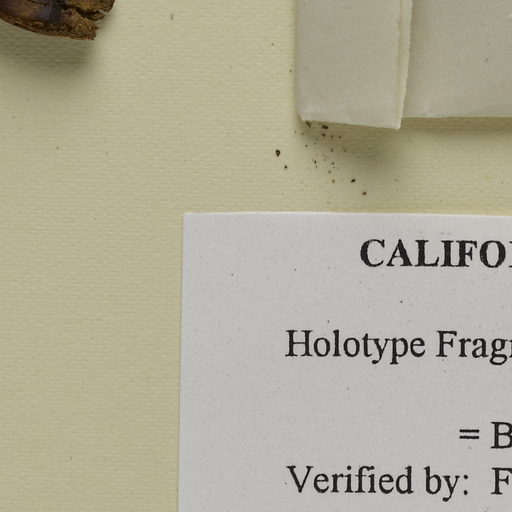 CALIFO
Holotype Frag
= B
Verified by: F